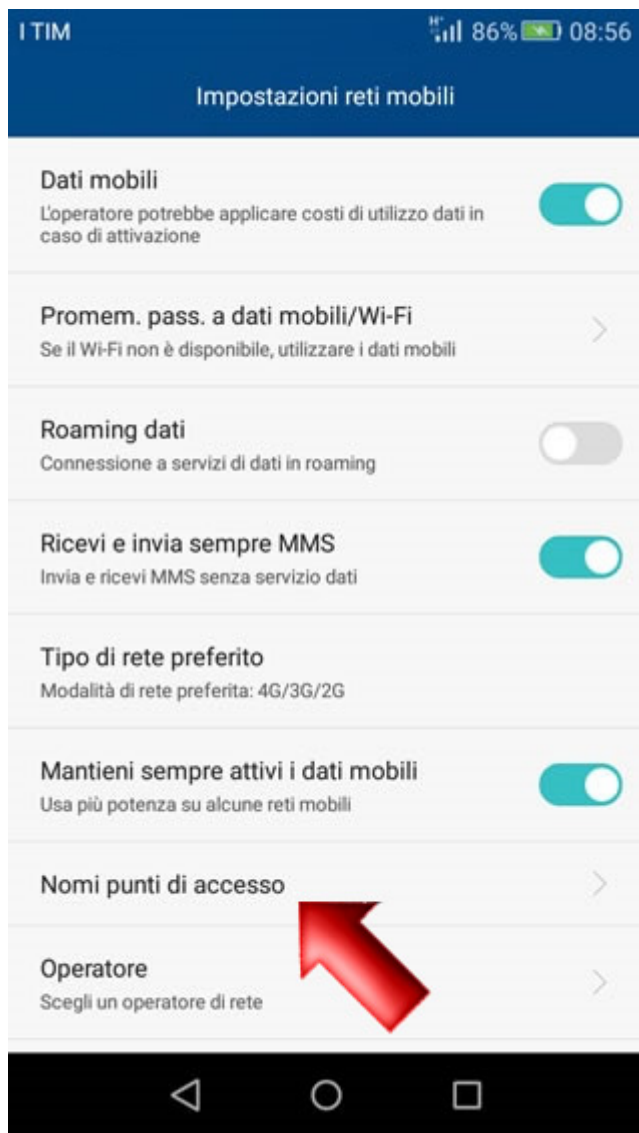 I TIM
H 86% 08:56
Impostazioni reti mobili
Dati mobili
L'operatore potrebbe applicare costi di utilizzo dati in
caso di attivazione
Promem. pass. a dati mobili/Wi-Fi
Se il Wi-Fi non è disponibile, utilizzare i dati mobili
Roaming dati
Connessione a servizi di dati in roaming
Ricevi e invia sempre MMS
Invia e ricevi MMS senza servizio dati
Tipo di rete preferito
Modalità di rete preferita: 4G/3G/2G
Mantieni sempre attivi i dati mobili
Usa più potenza su alcune reti mobili
Nomi punti di accesso
Operatore
Scegli un operatore di rete